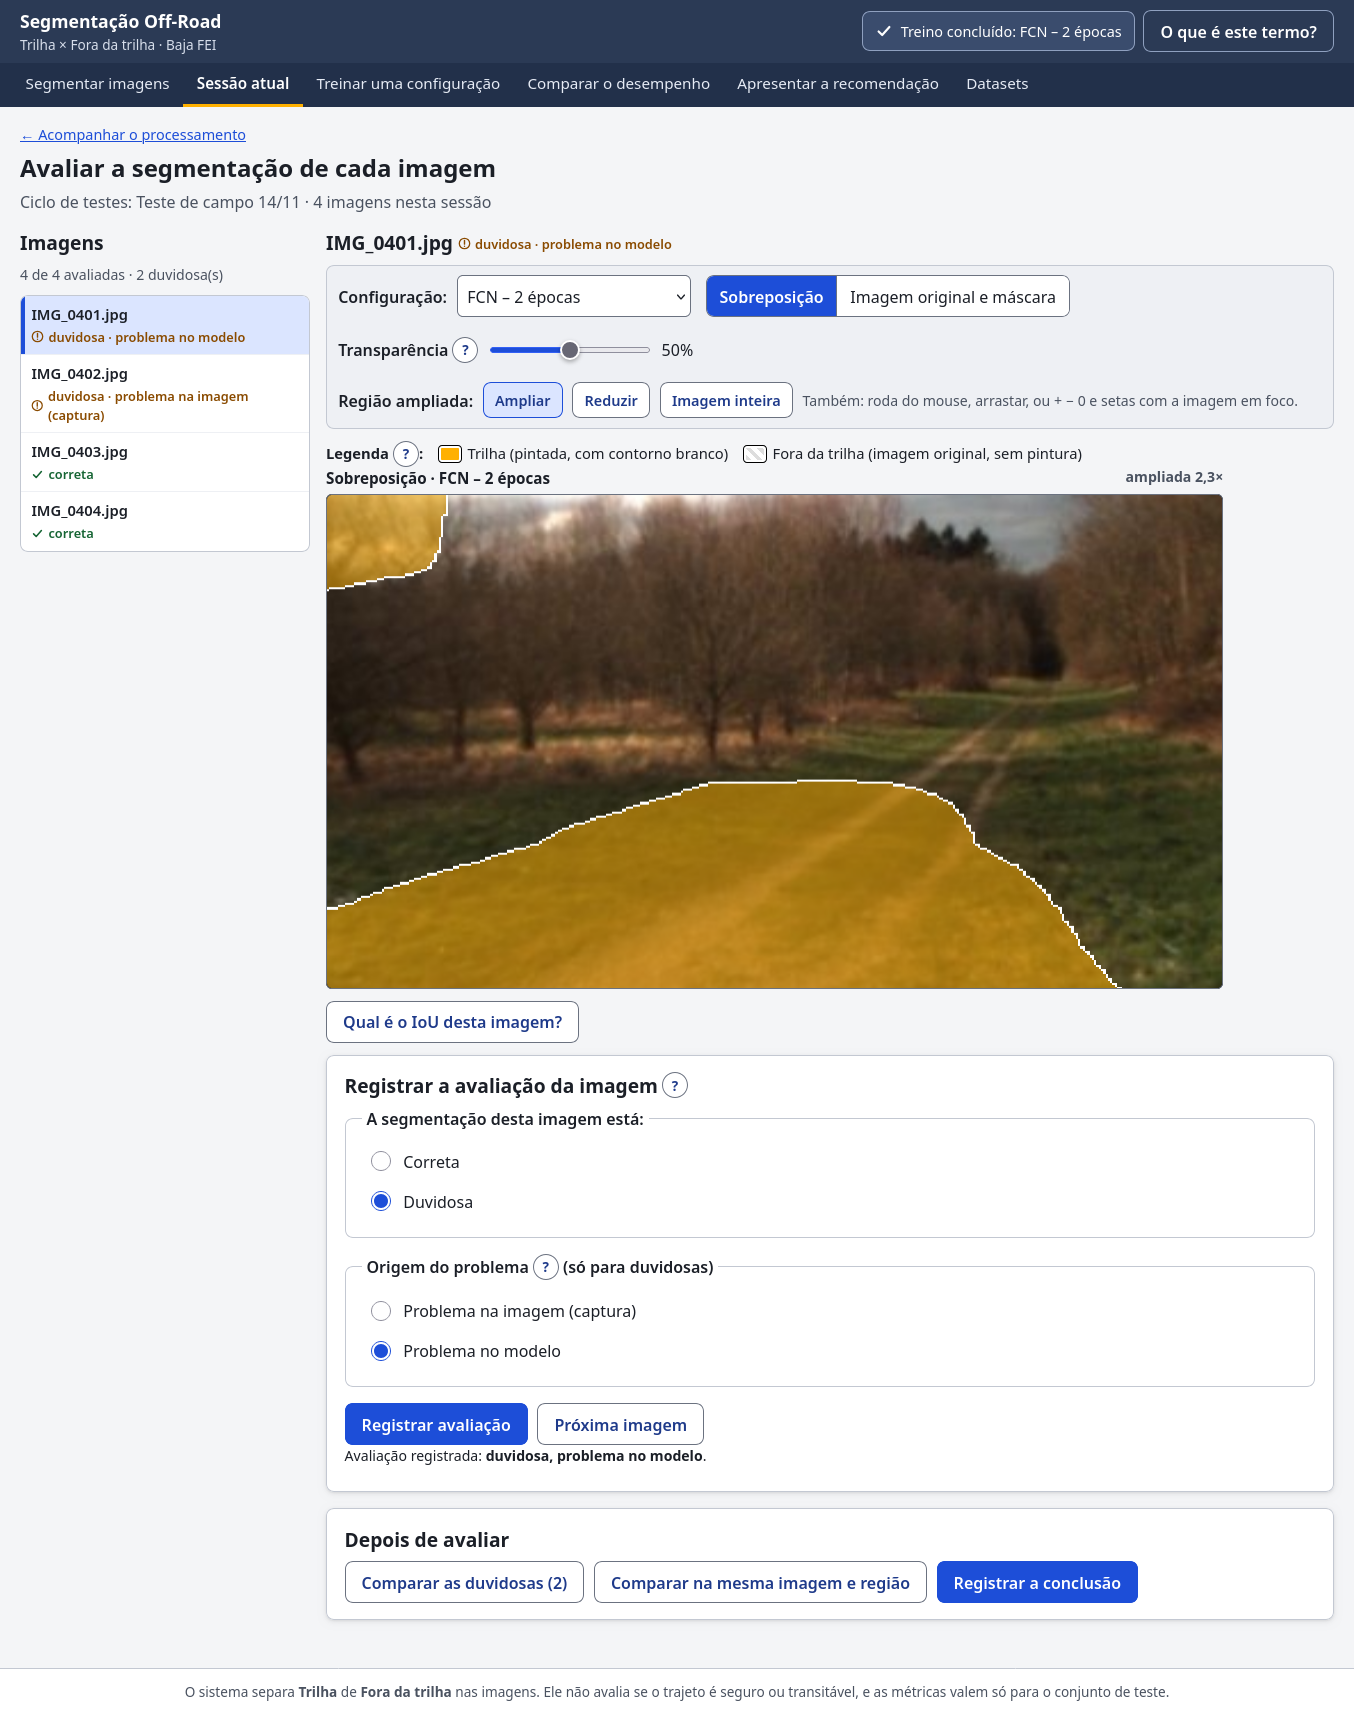 Segmentação Off-Road
Trilha × Fora da trilha · Baja FEI
Treino concluído: FCN – 2 épocas
O que é este termo?
Segmentar imagens
Sessão atual
Treinar uma configuração
Comparar o desempenho
Apresentar a recomendação
Datasets
← Acompanhar o processamento
Avaliar a segmentação de cada imagem
Ciclo de testes: Teste de campo 14/11 · 4 imagens nesta sessão
Imagens
4 de 4 avaliadas · 2 duvidosa(s)
IMG_0401.jpg
duvidosa · problema no modelo
IMG_0402.jpg
duvidosa · problema na imagem
(captura)
IMG_0403.jpg
correta
IMG_0404.jpg
correta
IMG_0401.jpg duvidosa · problema no modelo
Configuração: FCN – 2 épocas Sobreposição Imagem original e máscara
Transparência ? 50%
Região ampliada: Ampliar Reduzir Imagem inteira Também: roda do mouse, arrastar, ou + − 0 e setas com a imagem em foco.
Legenda ? : Trilha (pintada, com contorno branco) Fora da trilha (imagem original, sem pintura)
Sobreposição · FCN – 2 épocas ampliada 2,3×
Qual é o IoU desta imagem?
Registrar a avaliação da imagem ?
A segmentação desta imagem está:
Correta
Duvidosa
Origem do problema ? (só para duvidosas)
Problema na imagem (captura)
Problema no modelo
Registrar avaliação Próxima imagem
Avaliação registrada: duvidosa, problema no modelo.
Depois de avaliar
Comparar as duvidosas (2) Comparar na mesma imagem e região Registrar a conclusão
O sistema separa Trilha de Fora da trilha nas imagens. Ele não avalia se o trajeto é seguro ou transitável, e as métricas valem só para o conjunto de teste.